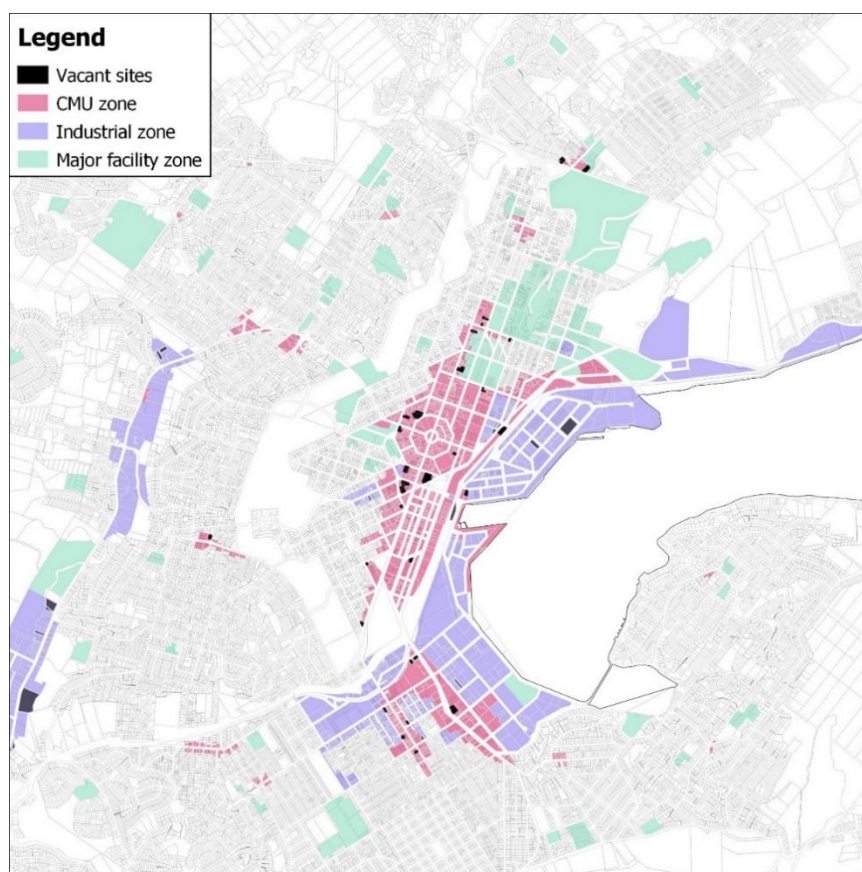 Legend
Vacant sites
CMU zone
Industrial zone
Major facility zone